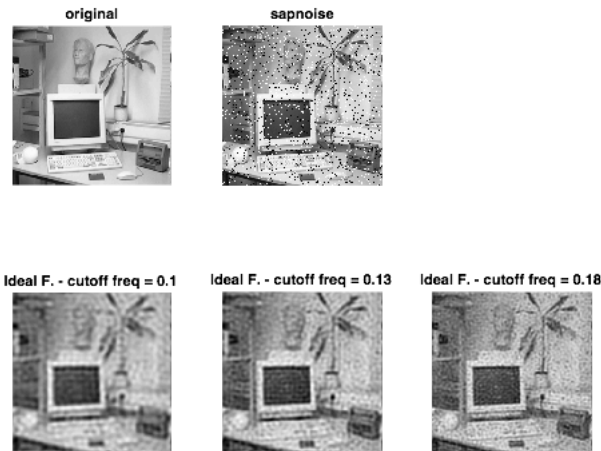 original
sapnoise
Ideal F. - cutoff freq = 0.1
ideal F. - cutoff freq = 0.13
ideal F. - cutoff freq = 0.18